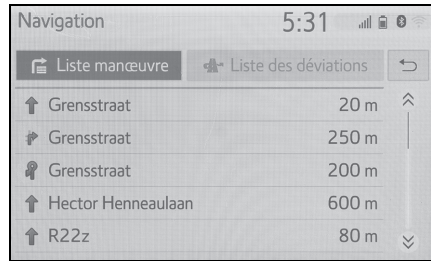 Navigation 5:31
Liste manœuvre Liste des déviations
Grensstraat 20 m
Grensstraat 250 m
Grensstraat 200 m
Hector Henneaulaan 600 m
R22z 80 m